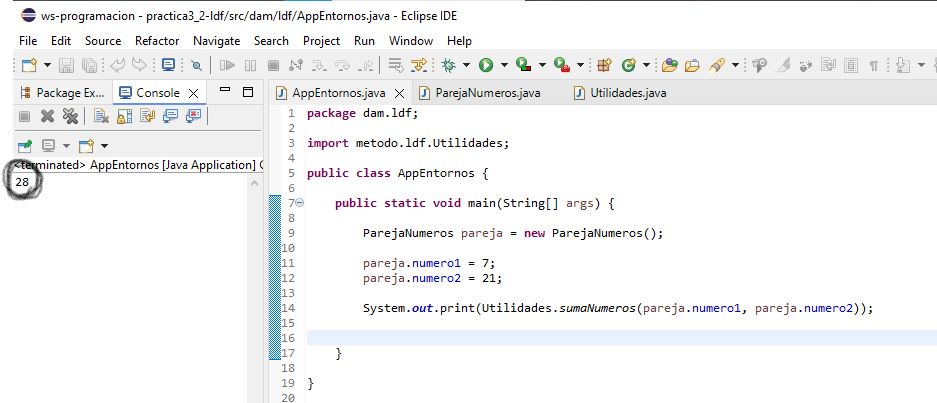 ws-programacion - practica3_2-ldf/src/dam/ldf/AppEntornos.java - Eclipse IDE
File Edit Source Refactor Navigate Search Project Run Window Help
Package Ex... Console
<terminated> AppEntornos [Java Application] C
28
AppEntornos.java ParejaNumeros.java Utilidades.java
1 package dam.ldf;
2
3 import metodo.ldf.Utilidades;
4
5 public class AppEntornos {
6
7 public static void main(String[] args) {
8
9 ParejaNumeros pareja = new ParejaNumeros();
10
11 pareja.numero1 = 7;
12 pareja.numero2 = 21;
13
14 System.out.print(Utilidades.sumaNumeros(pareja.numero1, pareja.numero2));
15
16
17 }
18
19 }
20